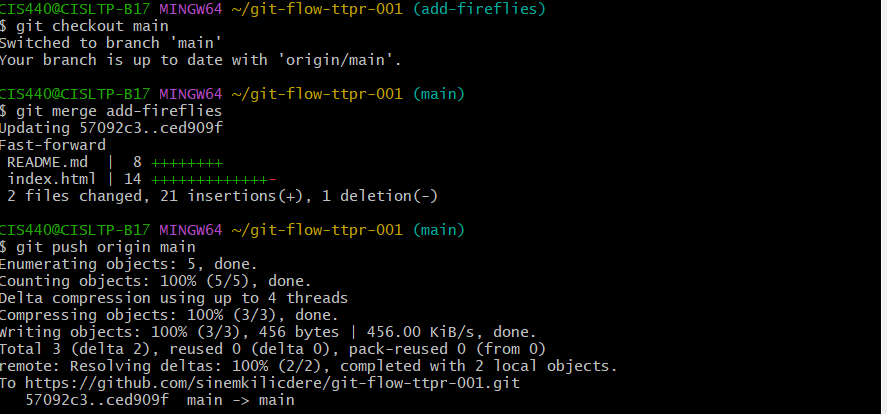 CIS440@CISLTP-B17 MINGW64 ~/git-flow-ttpr-001 (add-fireflies)
$ git checkout main
Switched to branch 'main'
Your branch is up to date with 'origin/main'.
CIS440@CISLTP-B17 MINGW64 ~/git-flow-ttpr-001 (main)
$ git merge add-fireflies
Updating 57092c3..ced909f
Fast-forward
README.md | 8 ++++++++
index.html | 14 +++++++++++++-
2 files changed, 21 insertions(+), 1 deletion(-)
CIS440@CISLTP-B17 MINGW64 ~/git-flow-ttpr-001 (main)
$ git push origin main
Enumerating objects: 5, done.
Counting objects: 100% (5/5), done.
Delta compression using up to 4 threads
Compressing objects: 100% (3/3), done.
Writing objects: 100% (3/3), 456 bytes | 456.00 KiB/s, done.
Total 3 (delta 2), reused 0 (delta 0), pack-reused 0 (from 0)
remote: Resolving deltas: 100% (2/2), completed with 2 local objects.
To https://github.com/sinemkilicdere/git-flow-ttpr-001.git
57092c3..ced909f main -> main